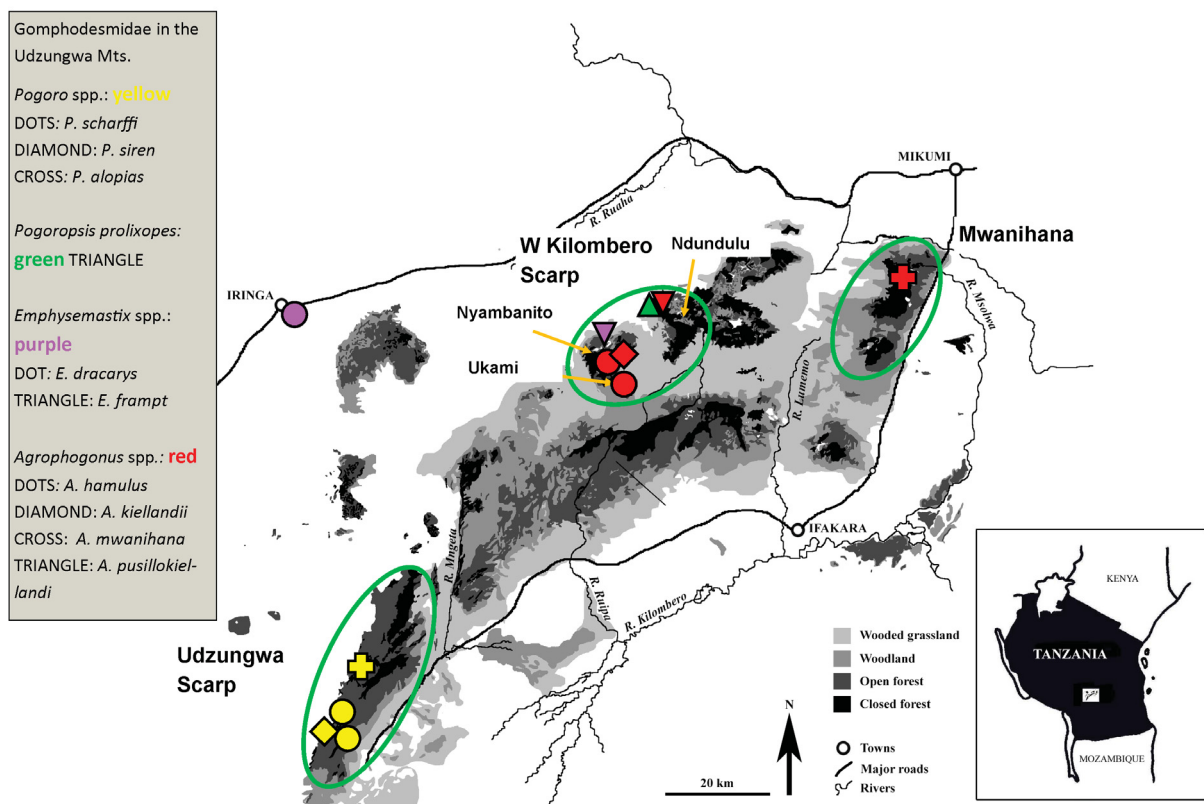 Gomphodesmidae in the
Udzungwa Mts.
Pogoro spp.: yellow
DOTS: P. scharffi
DIAMOND: P. siren
CROSS: P. alopias
Pogoropsis prolixopes:
green TRIANGLE
Emphysemastix spp.:
purple
DOT: E. dracarys
TRIANGLE: E. frampt
Agrophogonus spp.: red
DOTS: A. hamulus
DIAMOND: A. kiellandii
CROSS: A. mwanihana
TRIANGLE: A. pusillokiel-
landi
MIKUMI
R. Ruaha
W Kilombero
Scarp
Ndundulu
Mwanihana
IRINGA
Nyambanito
Ukami
R. Msolwa
R. Lumemo
IFAKARA
R. Mngeta
R. Ruipa
R. Kilombero
Udzungwa
Scarp
Wooded grassland
Woodland
Open forest
Closed forest
N
Towns
Major roads
Rivers
20 km
KENYA
TANZANIA
MOZAMBIQUE